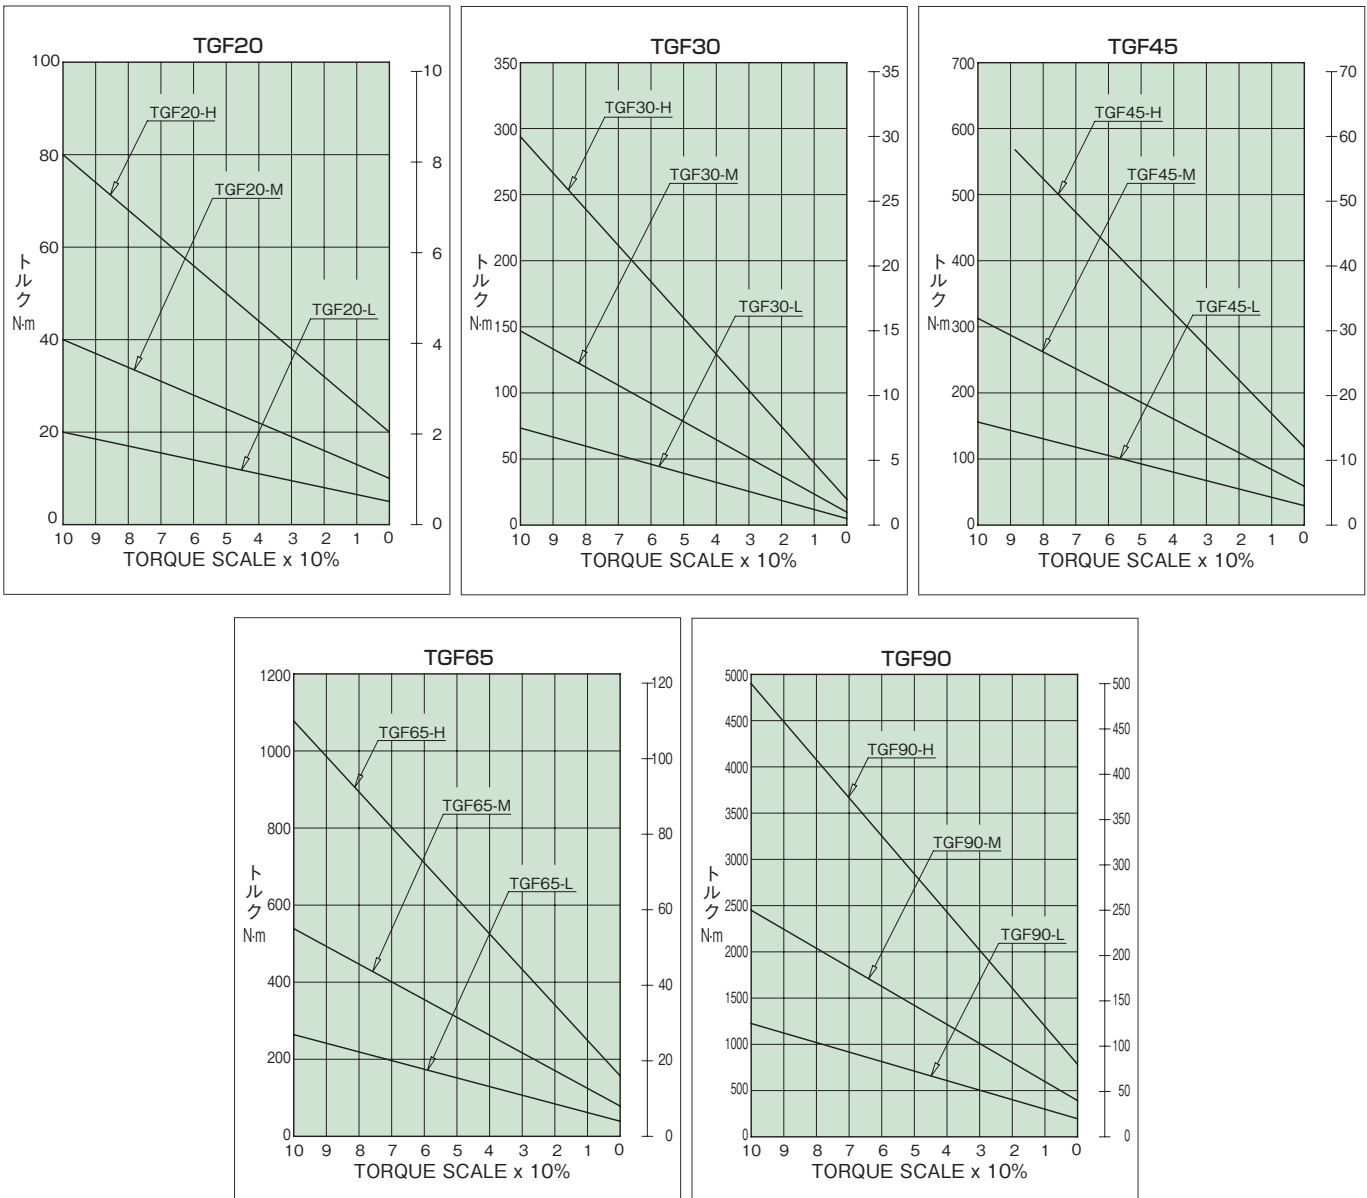 TGF20
100
80
60
40
20
0
10
8
6
4
2
0
トルク
N·m
TGF20-H
TGF20-M
TGF20-L
10 9 8 7 6 5 4 3 2 1 0
TORQUE SCALE x 10%
TGF30
350
300
250
200
150
100
50
0
35
30
25
20
15
10
5
0
トルク
N·m
TGF30-H
TGF30-M
TGF30-L
10 9 8 7 6 5 4 3 2 1 0
TORQUE SCALE x 10%
TGF45
700
600
500
400
300
200
100
0
70
60
50
40
30
20
10
0
トルク
N·m
TGF45-H
TGF45-M
TGF45-L
10 9 8 7 6 5 4 3 2 1 0
TORQUE SCALE x 10%
TGF65
1200
1000
800
600
400
200
0
120
100
80
60
40
20
0
トルク
N·m
TGF65-H
TGF65-M
TGF65-L
10 9 8 7 6 5 4 3 2 1 0
TORQUE SCALE x 10%
TGF90
5000
4500
4000
3500
3000
2500
2000
1500
1000
500
0
500
450
400
350
300
250
200
150
100
50
0
トルク
N·m
TGF90-H
TGF90-M
TGF90-L
10 9 8 7 6 5 4 3 2 1 0
TORQUE SCALE x 10%